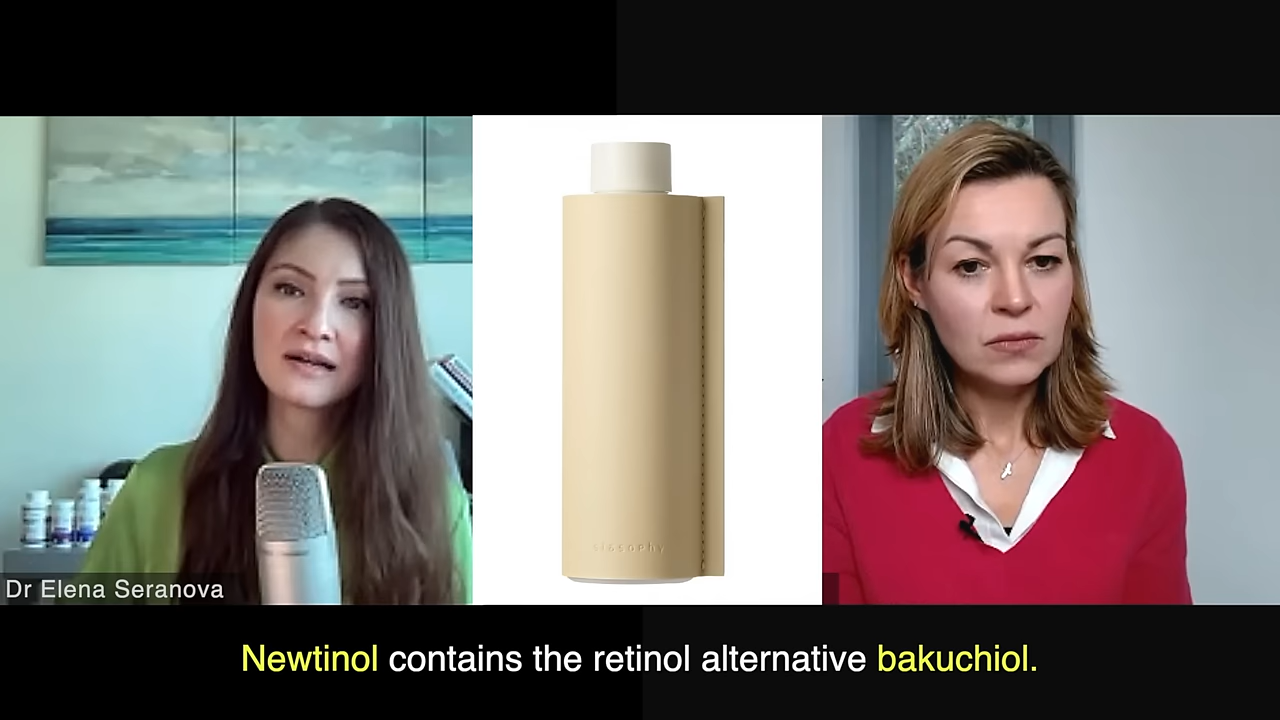 Dr Elena Seranova
Newtinol contains the retinol alternative bakuchiol.